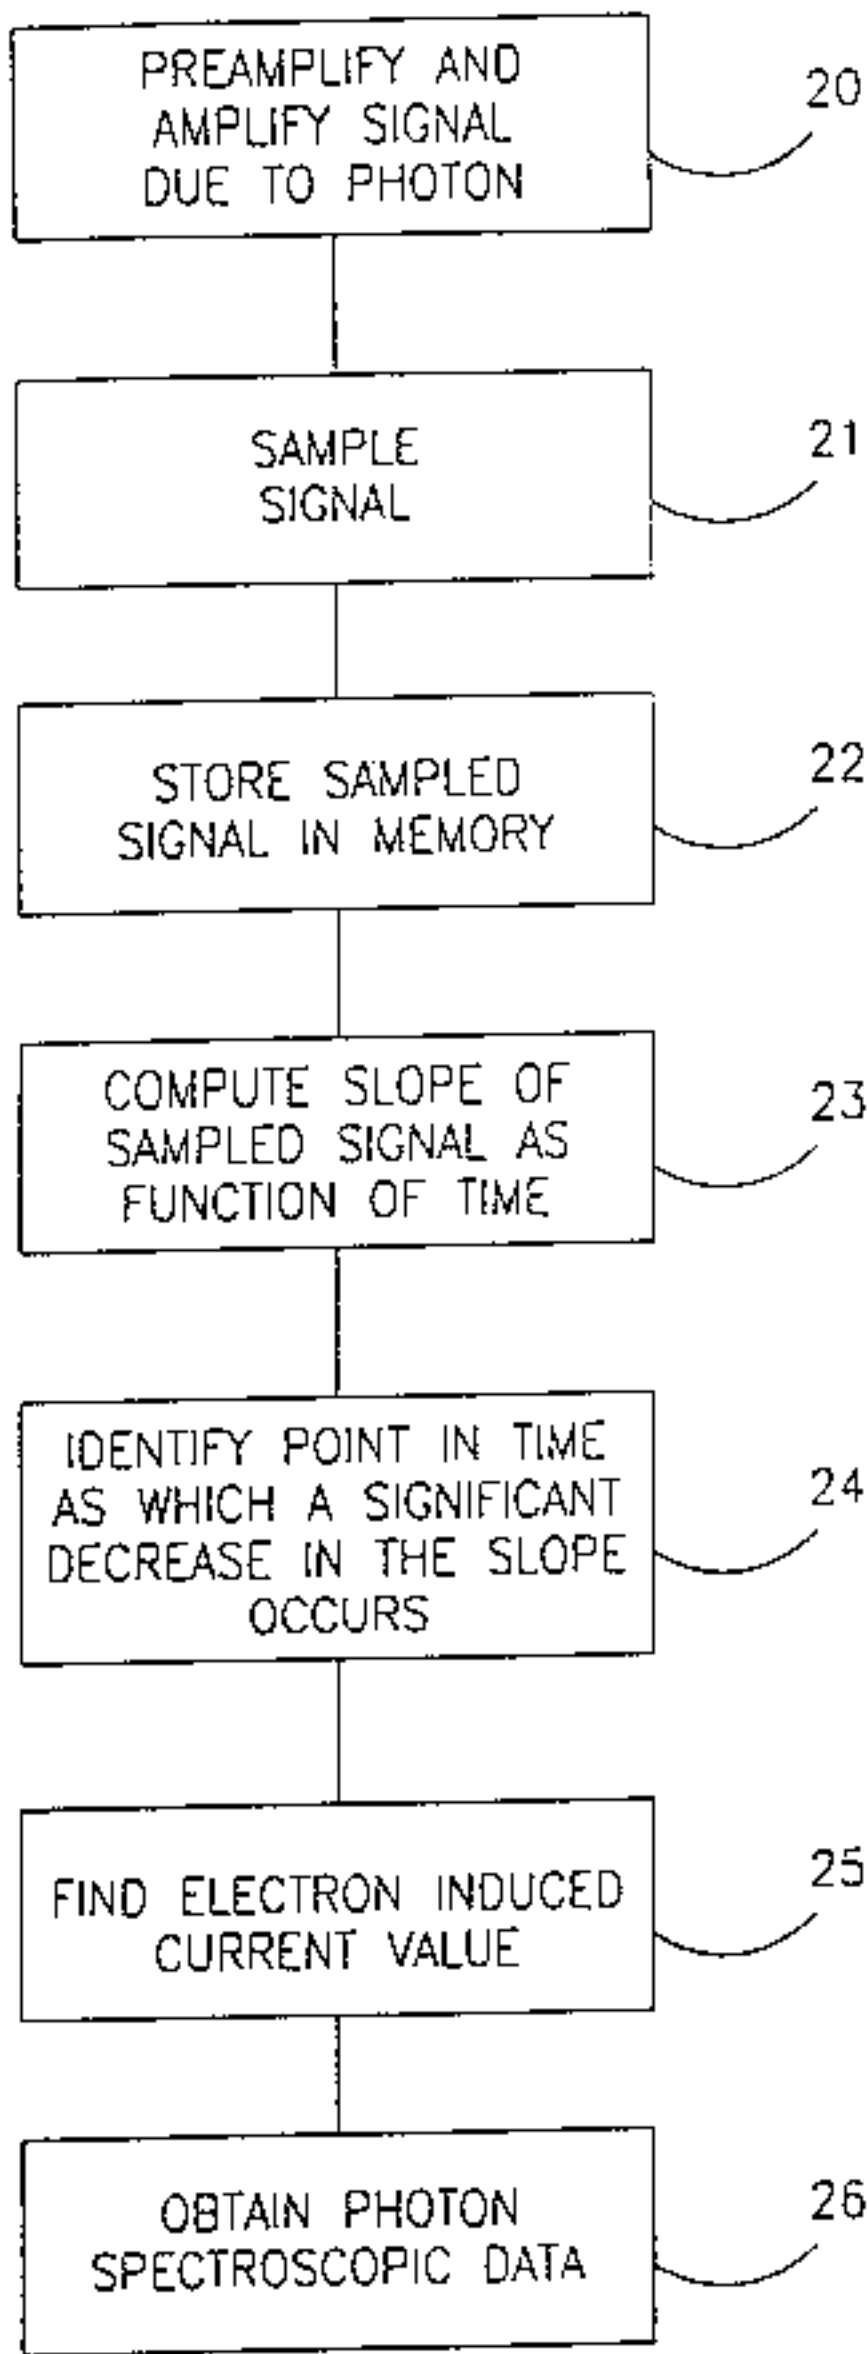 PREAMPLIFY AND
AMPLIFY SIGNAL
DUE TO PHOTON
20
SAMPLE
SIGNAL
21
STORE SAMPLED
SIGNAL IN MEMORY
22
COMPUTE SLOPE OF
SAMPLED SIGNAL AS
FUNCTION OF TIME
23
IDENTIFY POINT IN TIME
AS WHICH A SIGNIFICANT
DECREASE IN THE SLOPE
OCCURS
24
FIND ELECTRON INDUCED
CURRENT VALUE
25
OBTAIN PHOTON
SPECTROSCOPIC DATA
26